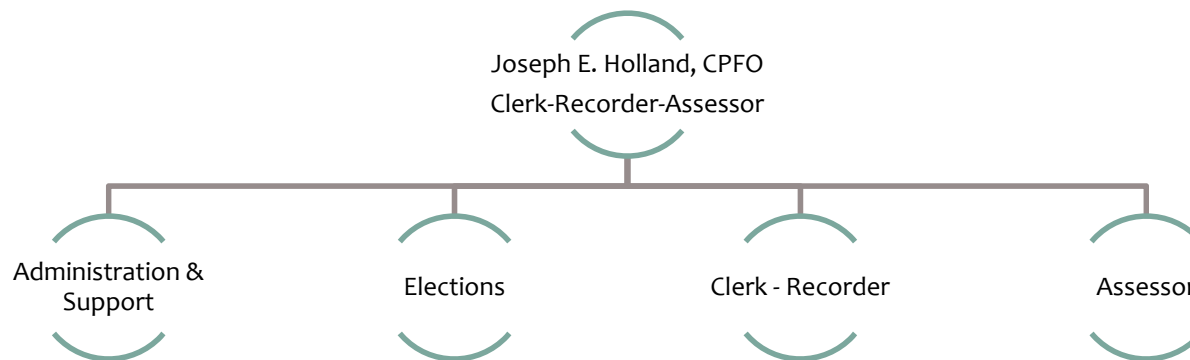 Joseph E. Holland, CPFO
Clerk-Recorder-Assessor
Administration &
Support
Elections
Clerk - Recorder
Assessor